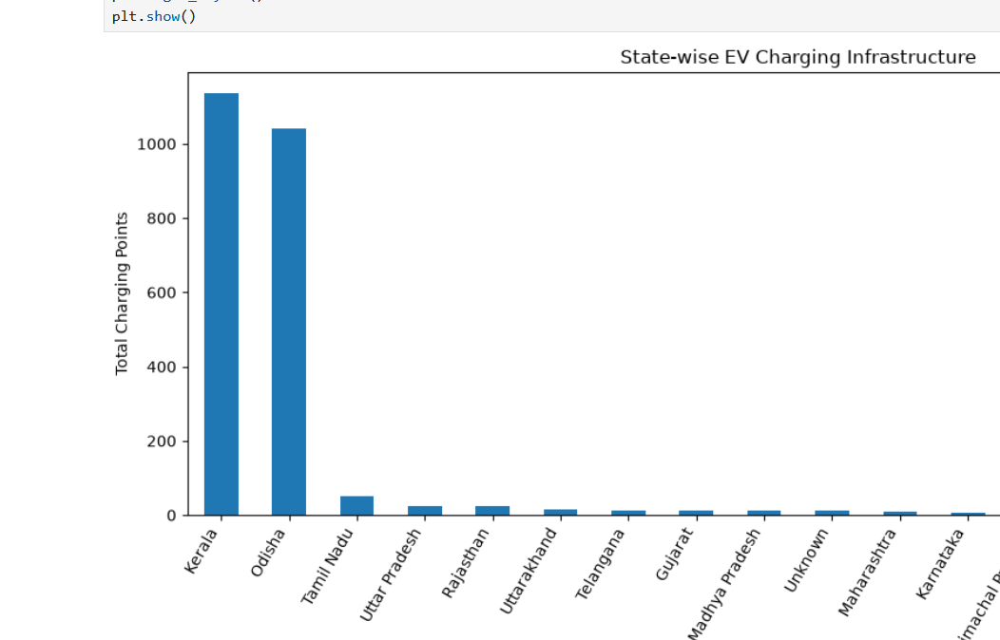 plt.show()
State-wise EV Charging Infrastructure
Total Charging Points
1000
800
600
400
200
0
Kerala
Odisha
Tamil Nadu
Uttar Pradesh
Rajasthan
Uttarakhand
Telangana
Gujarat
Madhya Pradesh
Unknown
Maharashtra
Karnataka